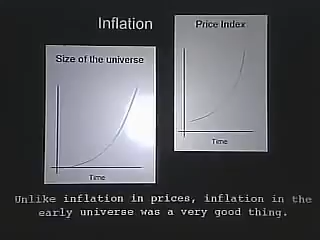 Inflation
Price Index
Size of the universe
Time
Time
Unlike inflation in prices, inflation in the
early universe was a very good thing.